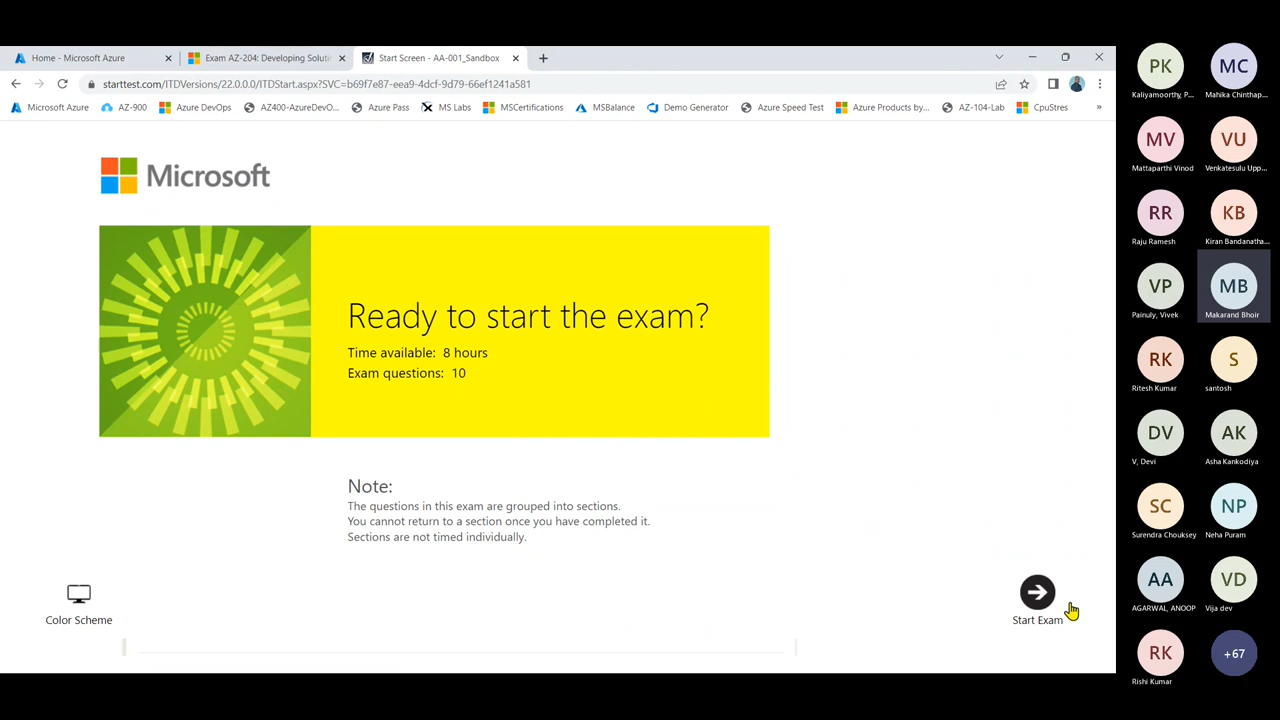 Home - Microsoft Azure
Exam AZ-204: Developing Soluti
Start Screen - AA-001_Sandbox
starttest.com/ITDVersions/22.0.0.0/ITDStart.aspx?SVC=b69f7e87-eea9-4dcf-9d79-66ef1241a581
Microsoft Azure
AZ-900
Azure DevOps
AZ400-AzureDevO...
Azure Pass
MS Labs
MSCertifications
MSBalance
Demo Generator
Azure Speed Test
Azure Products by...
AZ-104-Lab
CpuStres
»
Microsoft
Ready to start the exam?
Time available: 8 hours
Exam questions: 10
Note:
The questions in this exam are grouped into sections.
You cannot return to a section once you have completed it.
Sections are not timed individually.
Color Scheme
Start Exam
PK
Kaliyamoorthy, P...
MC
Mahika Chinthap...
MV
Mattaparthi Vinod
VU
Venkatesulu Upp...
RR
Raju Ramesh
KB
Kiran Bandanatha...
VP
Painuly, Vivek
MB
Makarand Bhoir
RK
Ritesh Kumar
S
santosh
DV
V, Devi
AK
Asha Kankodiya
SC
Surendra Chouksey
NP
Neha Puram
AA
AGARWAL, ANOOP
VD
Vija dev
RK
Rishi Kumar
+67